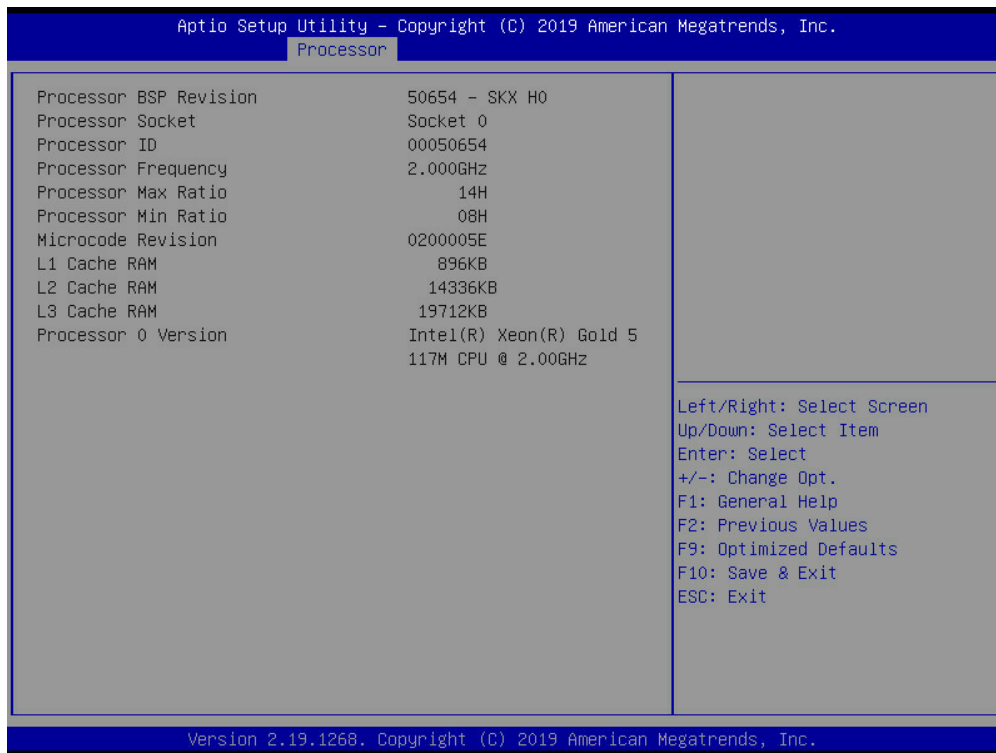 Aptio Setup Utility – Copyright (C) 2019 American Megatrends, Inc.
Processor
Processor BSP Revision 50654 – SKX H0
Processor Socket Socket 0
Processor ID 00050654
Processor Frequency 2.000GHz
Processor Max Ratio 14H
Processor Min Ratio 08H
Microcode Revision 0200005E
L1 Cache RAM 896KB
L2 Cache RAM 14336KB
L3 Cache RAM 19712KB
Processor 0 Version Intel(R) Xeon(R) Gold 5
117M CPU @ 2.00GHz
Left/Right: Select Screen
Up/Down: Select Item
Enter: Select
+/-: Change Opt.
F1: General Help
F2: Previous Values
F9: Optimized Defaults
F10: Save & Exit
ESC: Exit
Version 2.19.1268. Copyright (C) 2019 American Megatrends, Inc.